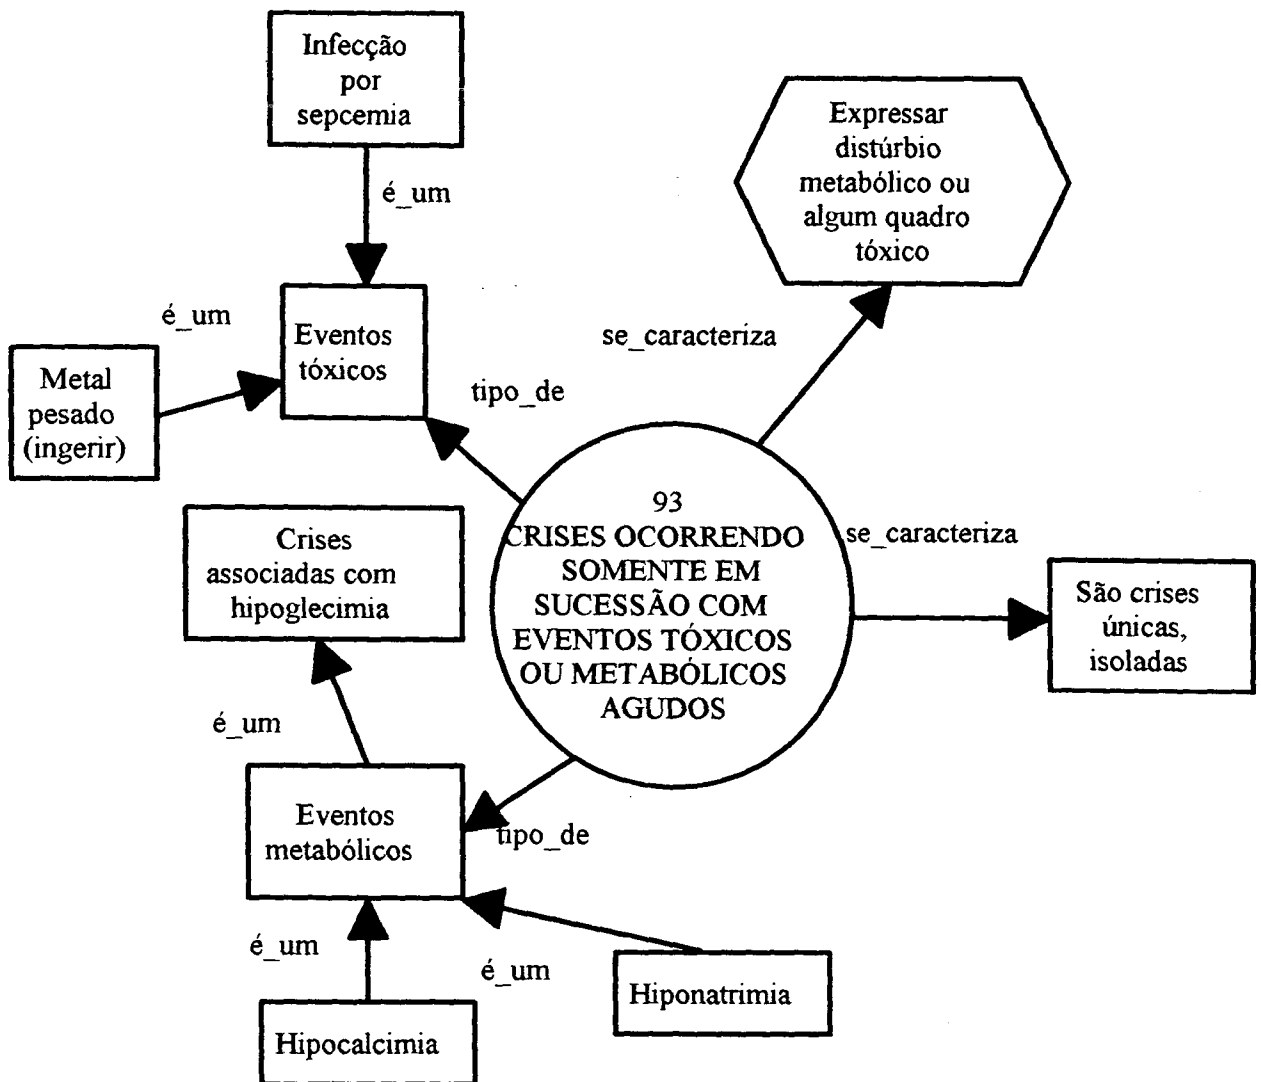 Infecção
por
sepcemia
é_um
Expressar
distúrbio
metabólico ou
algum quadro
tóxico
é_um
Eventos
tóxicos
se_caracteriza
Metal
pesado
(ingerir)
tipo_de
93
CRISES OCORRENDO
SOMENTE EM
SUCESSÃO COM
EVENTOS TÓXICOS
OU METABÓLICOS
AGUDOS
se_caracteriza
São crises
únicas,
isoladas
Crises
associadas com
hipoglecimia
é_um
Eventos
metabólicos
tipo_de
é_um
é_um
Hiponatrimia
Hipocalcimia